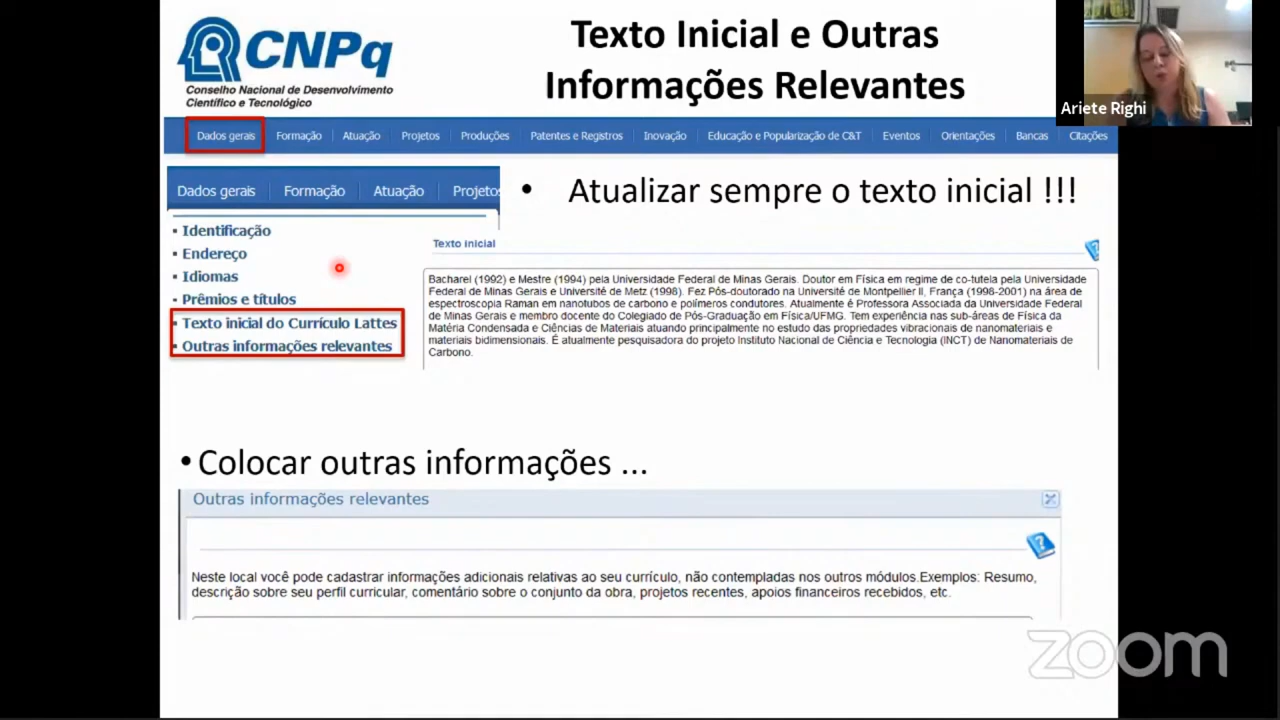 CNPq
Conselho Nacional de Desenvolvimento
Científico e Tecnológico
Texto Inicial e Outras
Informações Relevantes
Ariete Righi
Dados gerais Formação Atuação Projetos Produções Patentes e Registros Inovação Educação e Popularização de C&T Eventos Orientações Bancas Citações
Dados gerais Formação Atuação Projetos
• Atualizar sempre o texto inicial !!!
Identificação
Endereço
Idiomas
Prêmios e títulos
Texto inicial do Currículo Lattes
Outras informações relevantes
Texto inicial
Bacharel (1992) e Mestre (1994) pela Universidade Federal de Minas Gerais. Doutor em Física em regime de co-tutela pela Universidade
Federal de Minas Gerais e Université de Metz (1998). Fez Pós-doutorado na Université de Montpellier II, França (1998-2001) na área de
espectroscopia Raman em nanotubos de carbono e polímeros condutores. Atualmente é Professora Associada da Universidade Federal
de Minas Gerais e membro docente do Colegiado de Pós-Graduação em Física/UFMG. Tem experiência nas sub-áreas de Física da
Matéria Condensada e Ciências de Materiais atuando principalmente no estudo das propriedades vibracionais de nanomateriais e
materiais bidimensionais. É atualmente pesquisadora do projeto Instituto Nacional de Ciência e Tecnologia (INCT) de Nanomateriais de
Carbono.
• Colocar outras informações ...
Outras informações relevantes
Neste local você pode cadastrar informações adicionais relativas ao seu currículo, não contempladas nos outros módulos.Exemplos: Resumo,
descrição sobre seu perfil curricular, comentário sobre o conjunto da obra, projetos recentes, apoios financeiros recebidos, etc.
zoom